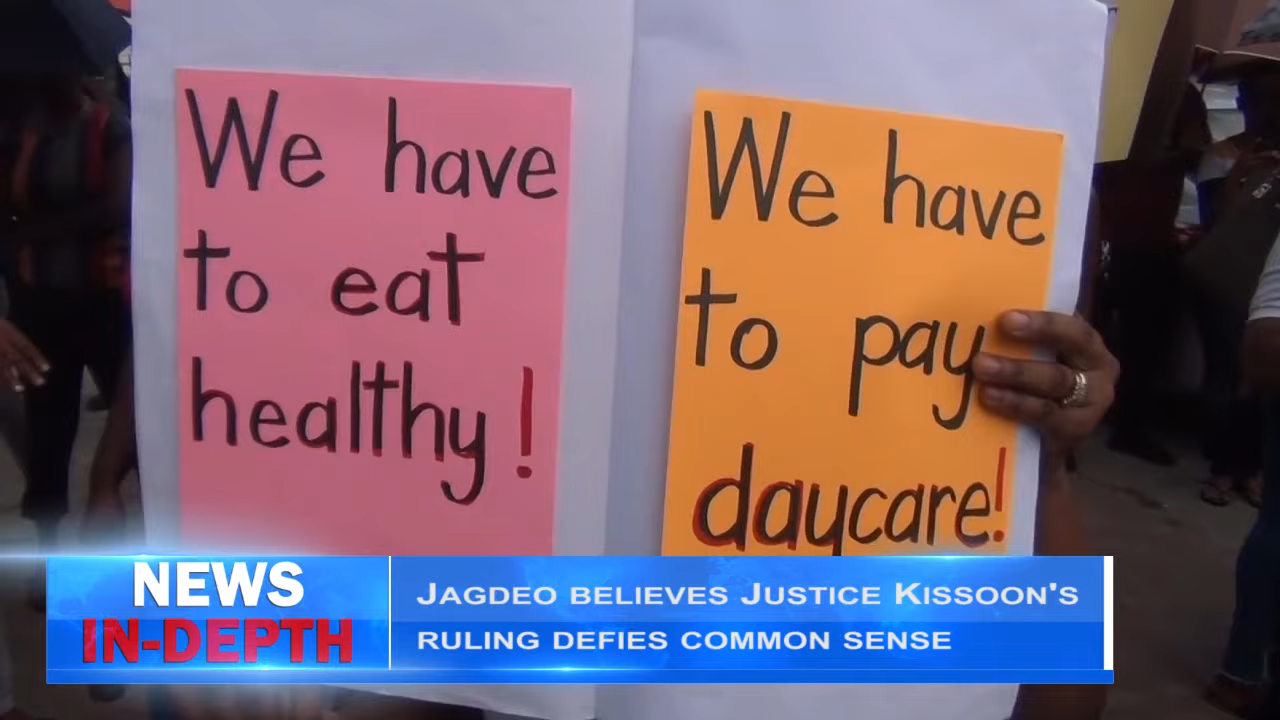 We have
to eat
healthy!
We have
to pay
daycare!
NEWS
IN-DEPTH
JAGDEO BELIEVES JUSTICE KISSOON'S
RULING DEFIES COMMON SENSE